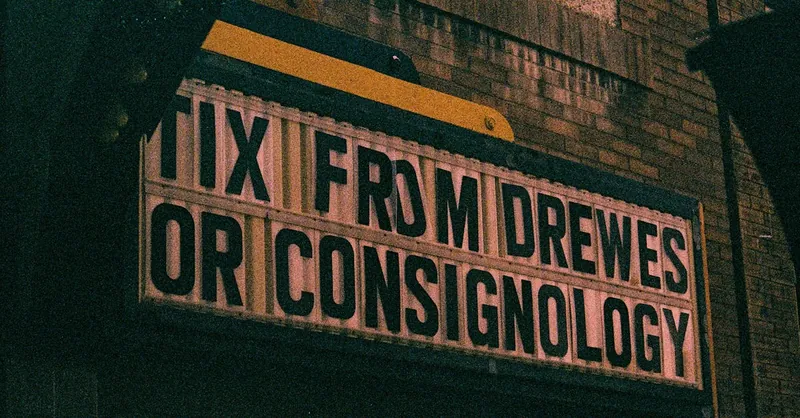 TIX FROM DREWES
OR CONSIGNOLOGY